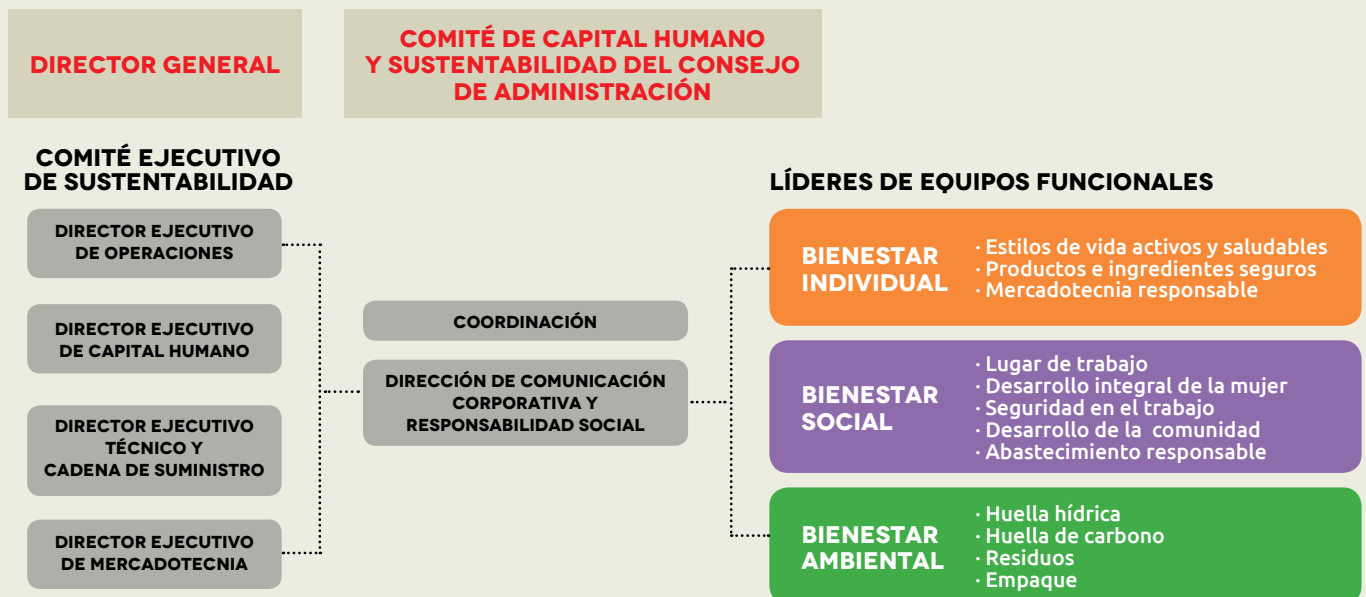 DIRECTOR GENERAL
COMITÉ DE CAPITAL HUMANO
Y SUSTENTABILIDAD DEL CONSEJO
DE ADMINISTRACIÓN
COMITÉ EJECUTIVO
DE SUSTENTABILIDAD
DIRECTOR EJECUTIVO
DE OPERACIONES
DIRECTOR EJECUTIVO
DE CAPITAL HUMANO
DIRECTOR EJECUTIVO
TÉCNICO Y
CADENA DE SUMINISTRO
DIRECTOR EJECUTIVO
DE MERCADOTECNIA
COORDINACIÓN
DIRECCIÓN DE COMUNICACIÓN
CORPORATIVA Y
RESPONSABILIDAD SOCIAL
LÍDERES DE EQUIPOS FUNCIONALES
BIENESTAR
INDIVIDUAL
· Estilos de vida activos y saludables
· Productos e ingredientes seguros
· Mercadotecnia responsable
BIENESTAR
SOCIAL
· Lugar de trabajo
· Desarrollo integral de la mujer
· Seguridad en el trabajo
· Desarrollo de la comunidad
· Abastecimiento responsable
BIENESTAR
AMBIENTAL
· Huella hídrica
· Huella de carbono
· Residuos
· Empaque